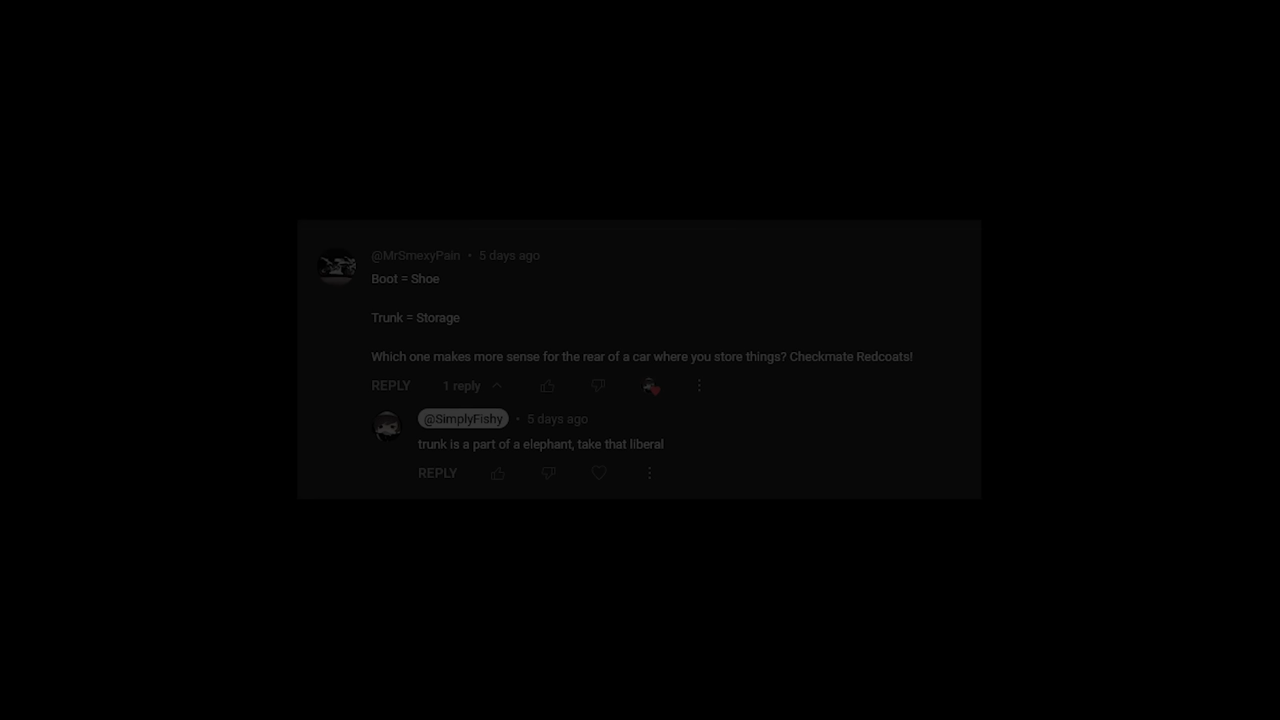 @MrSmexyPain • 5 days ago
Boot = Shoe
Trunk = Storage
Which one makes more sense for the rear of a car where you store things? Checkmate Redcoats!
REPLY 1 reply
@SimplyFishy • 5 days ago
trunk is a part of a elephant, take that liberal
REPLY